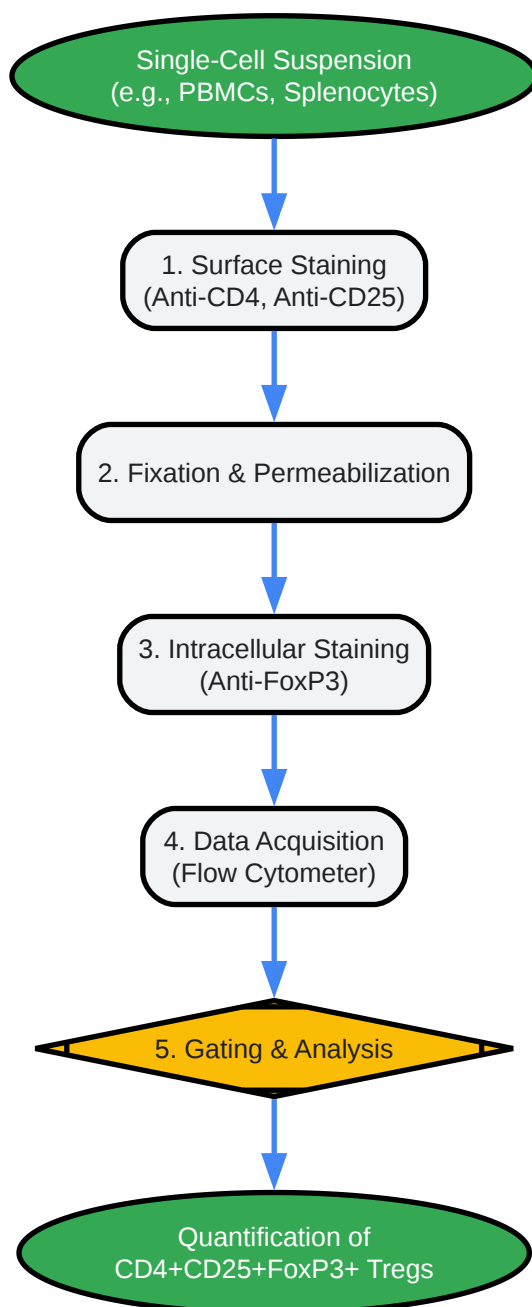 Single-Cell Suspension
(e.g., PBMCs, Splenocytes)
1. Surface Staining
(Anti-CD4, Anti-CD25)
2. Fixation & Permeabilization
3. Intracellular Staining
(Anti-FoxP3)
4. Data Acquisition
(Flow Cytometer)
5. Gating & Analysis
Quantification of
CD4+CD25+FoxP3+ Tregs